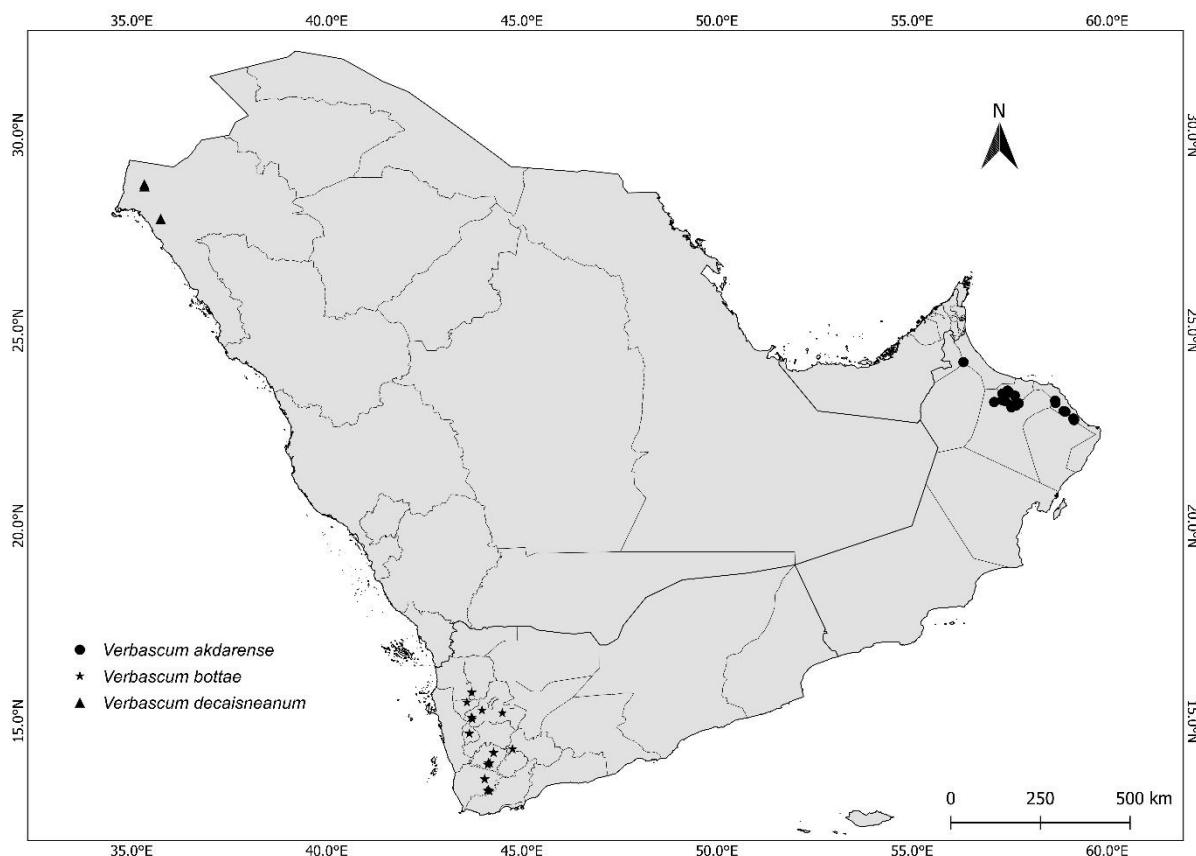 35.0°E 40.0°E 45.0°E 50.0°E 55.0°E 60.0°E
N
30.0°N 30.0°N
25.0°N 25.0°N
20.0°N 20.0°N
Verbascum akdarense
Verbascum bottae
Verbascum decaisneanum
15.0°N 15.0°N
0 250 500 km
35.0°E 40.0°E 45.0°E 50.0°E 55.0°E 60.0°E